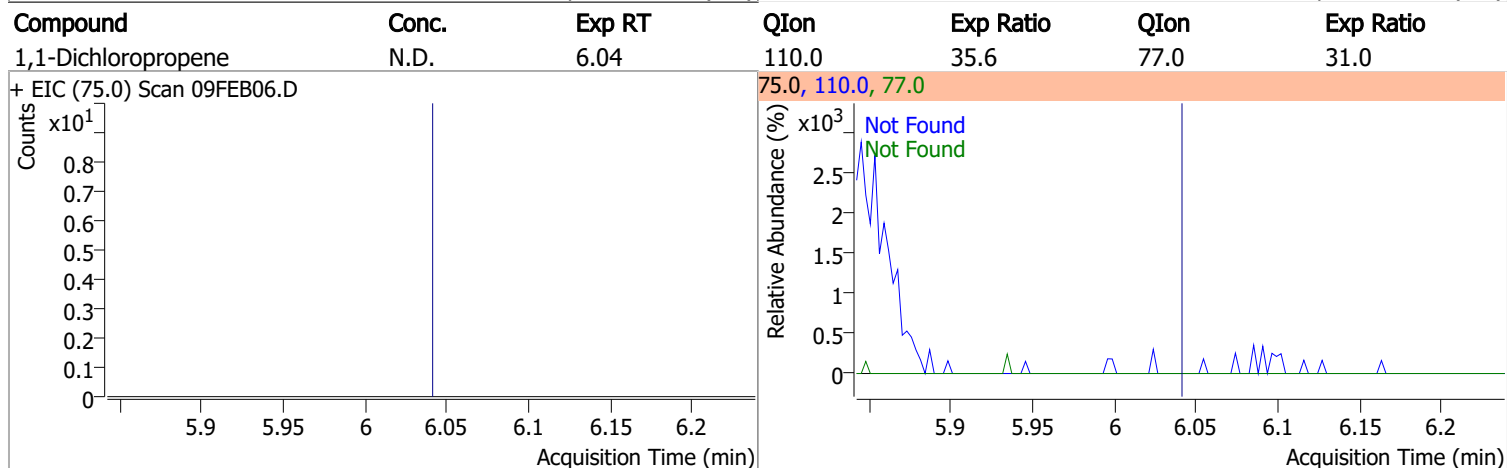 Compound Conc. Exp RT QIon Exp Ratio QIon Exp Ratio
1,1-Dichloropropene N.D. 6.04 110.0 35.6 77.0 31.0
+ EIC (75.0) Scan 09FEB06.D
Counts
x10¹
0.8
0.7
0.6
0.5
0.4
0.3
0.2
0.1
0
5.9 5.95 6 6.05 6.1 6.15 6.2
Acquisition Time (min)
75.0, 110.0, 77.0
Relative Abundance (%)
x10³
Not Found
Not Found
2.5
2
1.5
1
0.5
0
5.9 5.95 6 6.05 6.1 6.15 6.2
Acquisition Time (min)